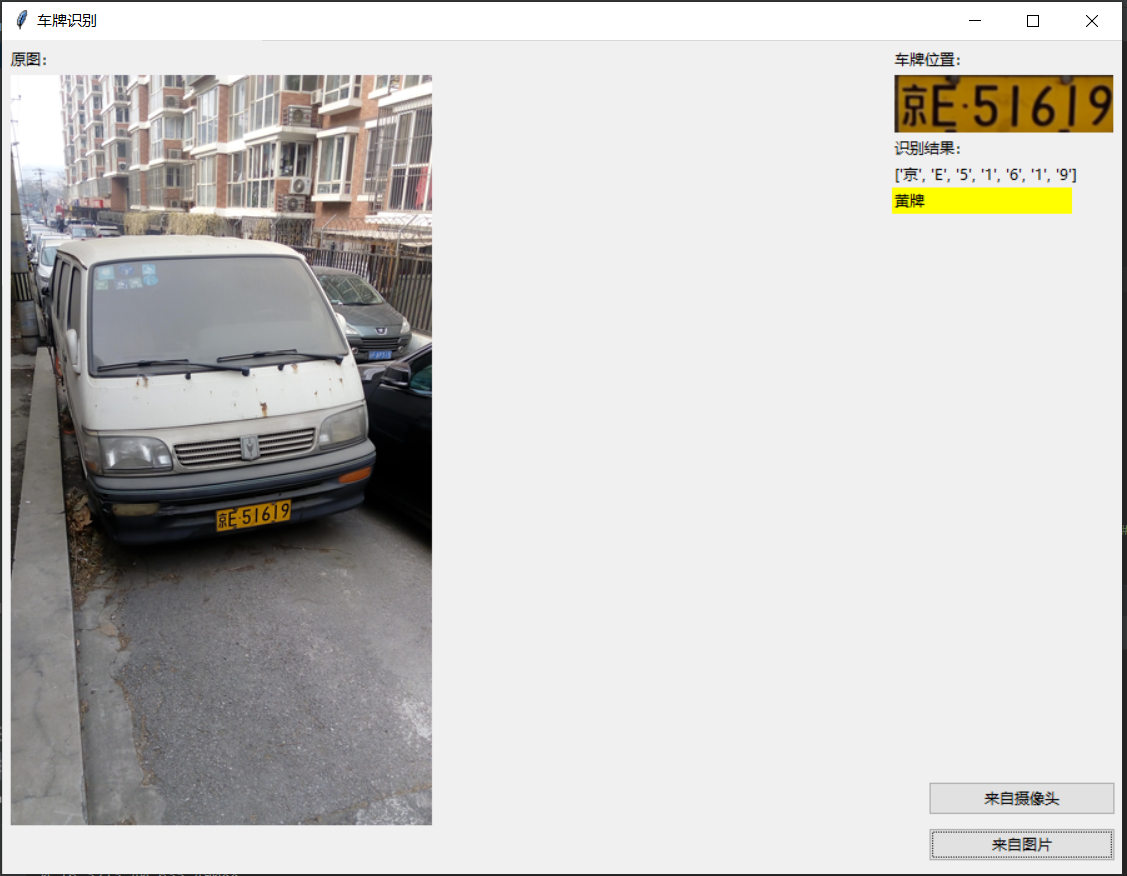 车牌识别
原图：
京E·51619
车牌位置：
京E·51619
识别结果：
['京', 'E', '5', '1', '6', '1', '9']
黄牌
来自摄像头
来自图片